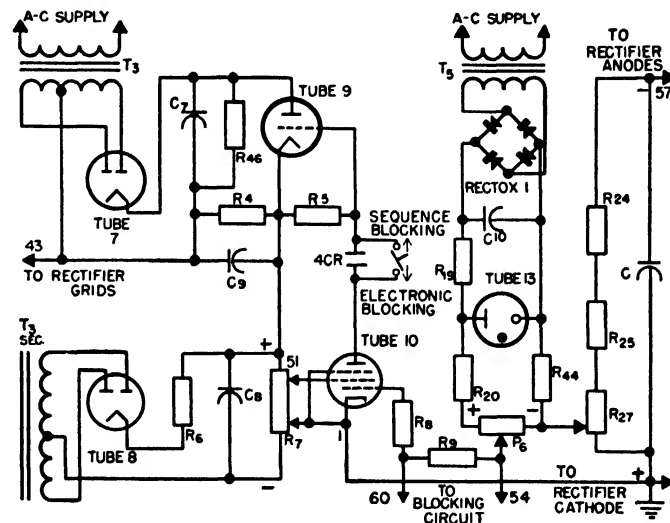 A-C SUPPLY
T3
TUBE 7
C7
R46
TUBE 9
R4
R5
43
TO RECTIFIER
GRIDS
C9
4CR
SEQUENCE
BLOCKING
ELECTRONIC
BLOCKING
T3
SEC.
TUBE 8
R6
C8
+
51
R7
-
TUBE 10
1
R8
R9
60
TO
BLOCKING
CIRCUIT
54
A-C SUPPLY
T5
RECTOX 1
C10
R19
TUBE 13
R20
R44
+
P6
-
TO
RECTIFIER
ANODES
-
57
R24
C
R25
R27
+
TO
RECTIFIER
CATHODE